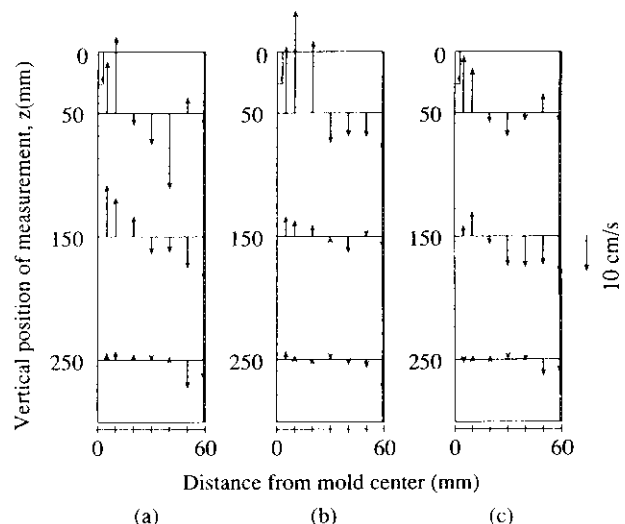 Vertical position of measurement, z(mm)
0 0 0
50 50 50
150 150 150
10 cm/s
250 250 250
0 60 0 60 0 60
Distance from mold center (mm)
(a) (b) (c)